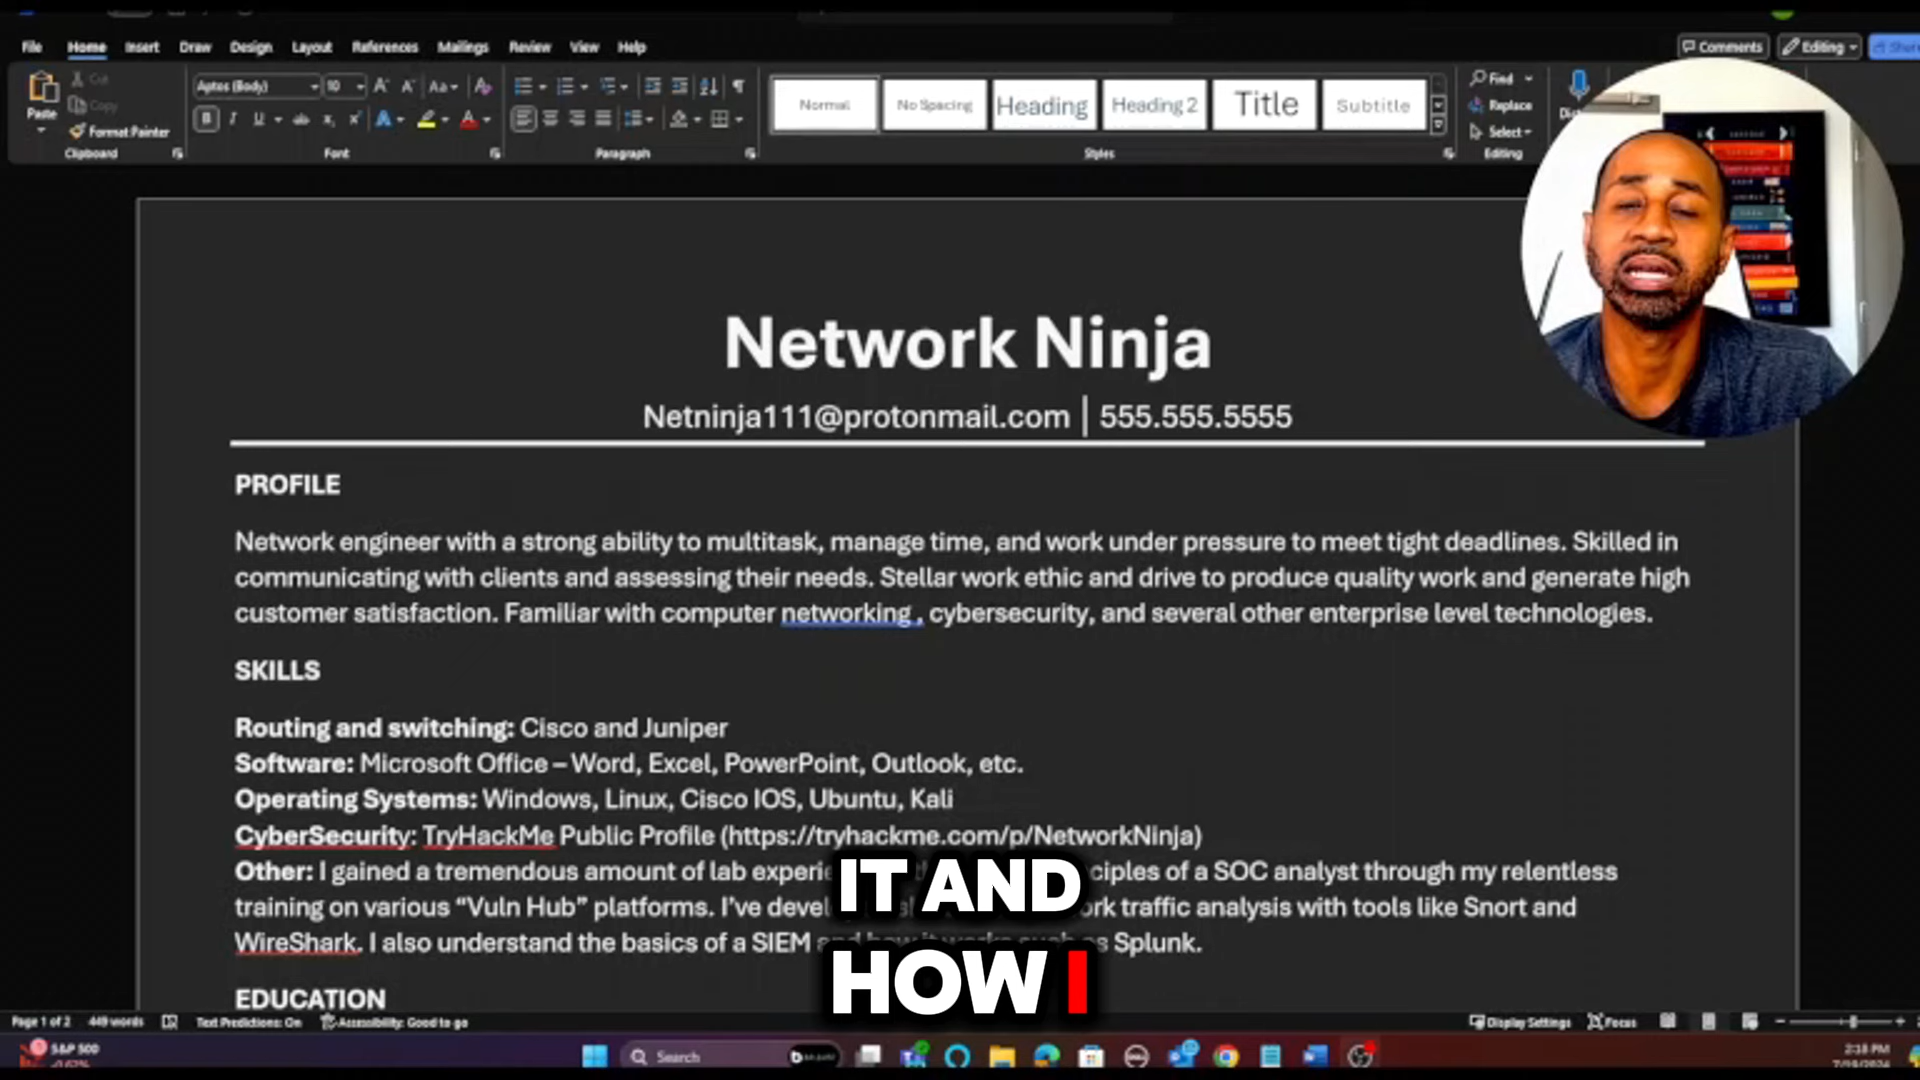 File Home Insert Draw Design Layout References Mailings Review View Help
Comments Editing
Cut
Copy
Paste
Format Painter
Clipboard
Aptos (Body) 10
Font
Paragraph
Normal No Spacing Heading Heading 2 Title Subtitle
Styles
Find
Replace
Select
Editing
Network Ninja
Netninja111@protonmail.com | 555.555.5555
PROFILE
Network engineer with a strong ability to multitask, manage time, and work under pressure to meet tight deadlines. Skilled in
communicating with clients and assessing their needs. Stellar work ethic and drive to produce quality work and generate high
customer satisfaction. Familiar with computer networking , cybersecurity, and several other enterprise level technologies.
SKILLS
Routing and switching: Cisco and Juniper
Software: Microsoft Office – Word, Excel, PowerPoint, Outlook, etc.
Operating Systems: Windows, Linux, Cisco IOS, Ubuntu, Kali
CyberSecurity: TryHackMe Public Profile (https://tryhackme.com/p/NetworkNinja)
Other: I gained a tremendous amount of lab of a SOC analyst through my relentless
training on various “Vuln Hub” platforms. I’ve traffic analysis with tools like Snort and
WireShark. I also understand the basics of a SIEM Splunk.
IT AND
HOW I
EDUCATION
Page 1 of 2 449 words Text Predictions: On Accessibility: Good to go
Display Settings Focus
S&P 500
Search
2:18 PM